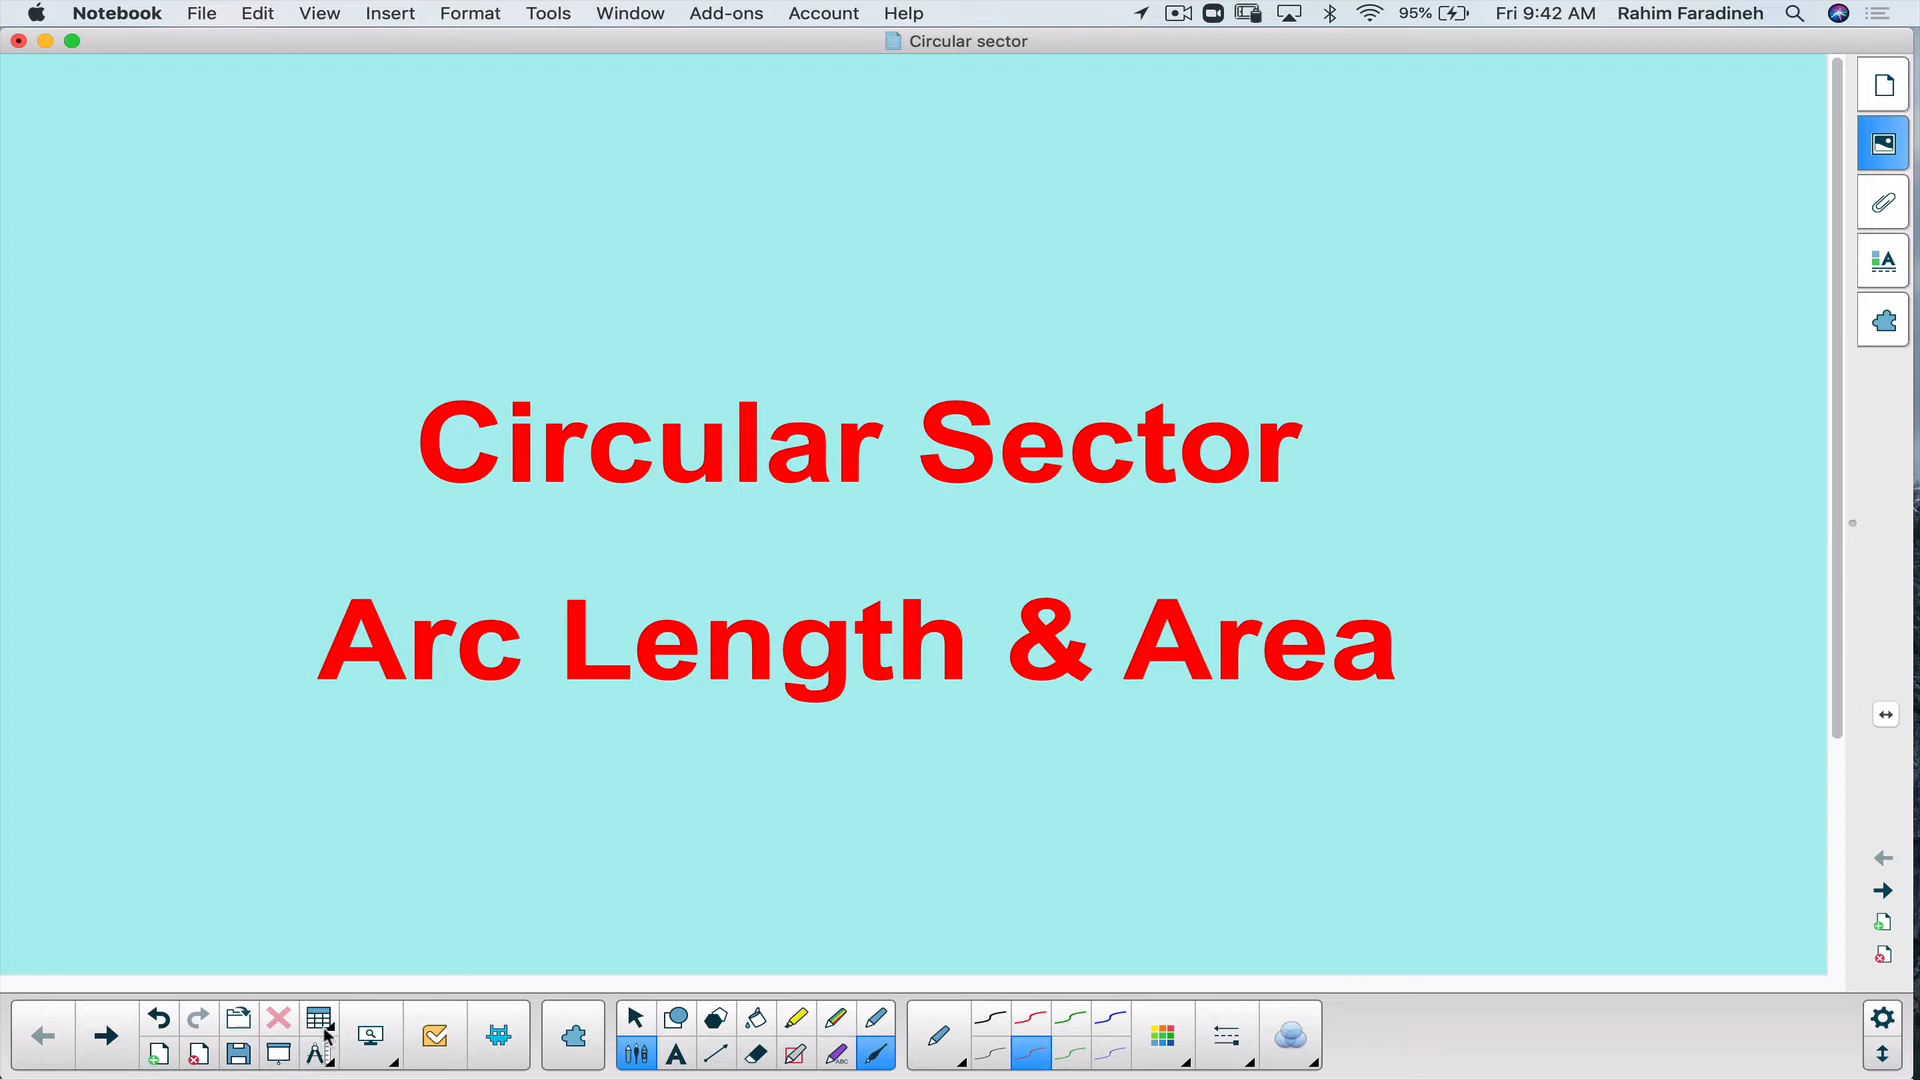 Notebook File Edit View Insert Format Tools Window Add-ons Account Help 95% Fri 9:42 AM Rahim Faradineh
Circular sector
Circular Sector
Arc Length & Area